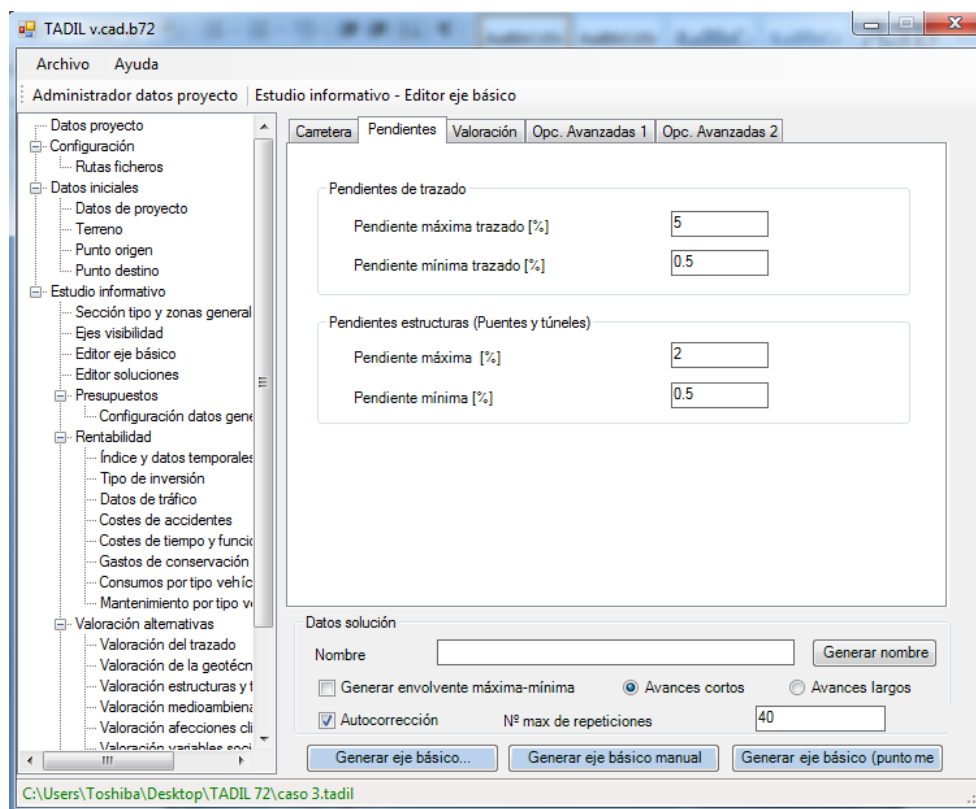 TADIL v.cad.b72
Archivo Ayuda
Administrador datos proyecto Estudio informativo - Editor eje básico
Datos proyecto
Configuración
Rutas ficheros
Datos iniciales
Datos de proyecto
Terreno
Punto origen
Punto destino
Estudio informativo
Sección tipo y zonas general
Ejes visibilidad
Editor eje básico
Editor soluciones
Presupuestos
Configuración datos gene
Rentabilidad
Índice y datos temporales
Tipo de inversión
Datos de tráfico
Costes de accidentes
Costes de tiempo y funcio
Gastos de conservación
Consumos por tipo vehíc
Mantenimiento por tipo v
Valoración alternativas
Valoración del trazado
Valoración de la geotécn
Valoración estructuras y t
Valoración medioambiena
Valoración afecciones cli
Valoración variables soci
Carretera Pendientes Valoración Opc. Avanzadas 1 Opc. Avanzadas 2
Pendientes de trazado
Pendiente máxima trazado [%] 5
Pendiente mínima trazado [%] 0.5
Pendientes estructuras (Puentes y túneles)
Pendiente máxima [%] 2
Pendiente mínima [%] 0.5
Datos solución
Nombre Generar nombre
Generar envolvente máxima-mínima Avances cortos Avances largos
Autocorrección Nº max de repeticiones 40
Generar eje básico... Generar eje básico manual Generar eje básico (punto me
C:\Users\Toshiba\Desktop\TADIL 72\caso 3.tadil